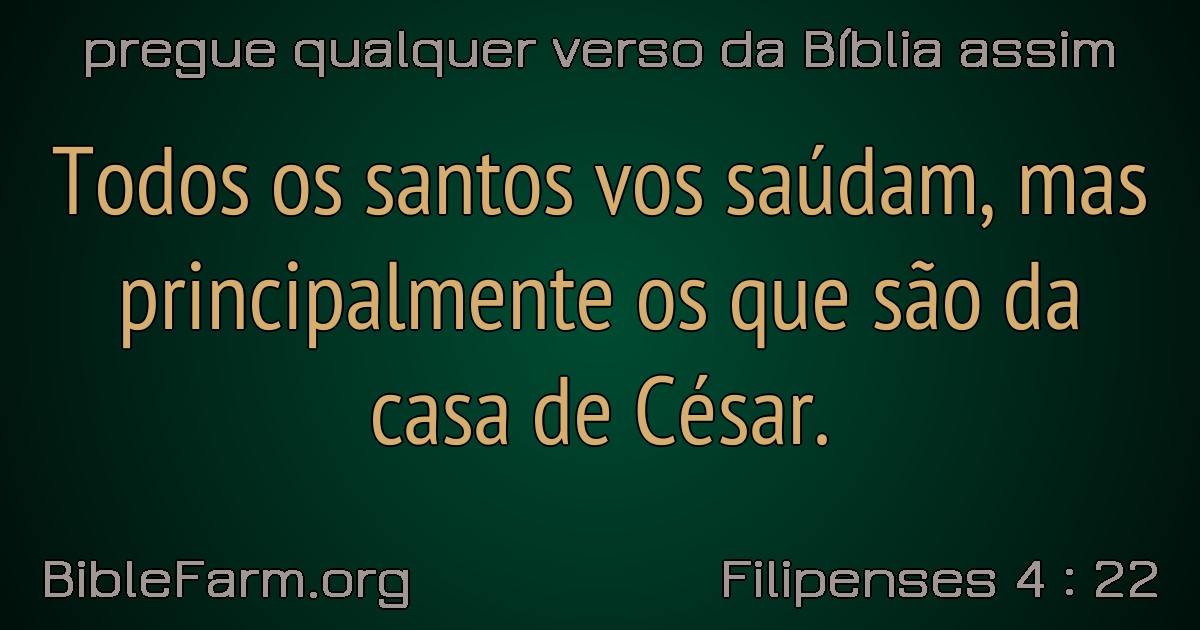 pregue qualquer verso da Bíblia assim
Todos os santos vos saúdam, mas
principalmente os que são da
casa de César.
BibleFarm.org
Filipenses 4 : 22